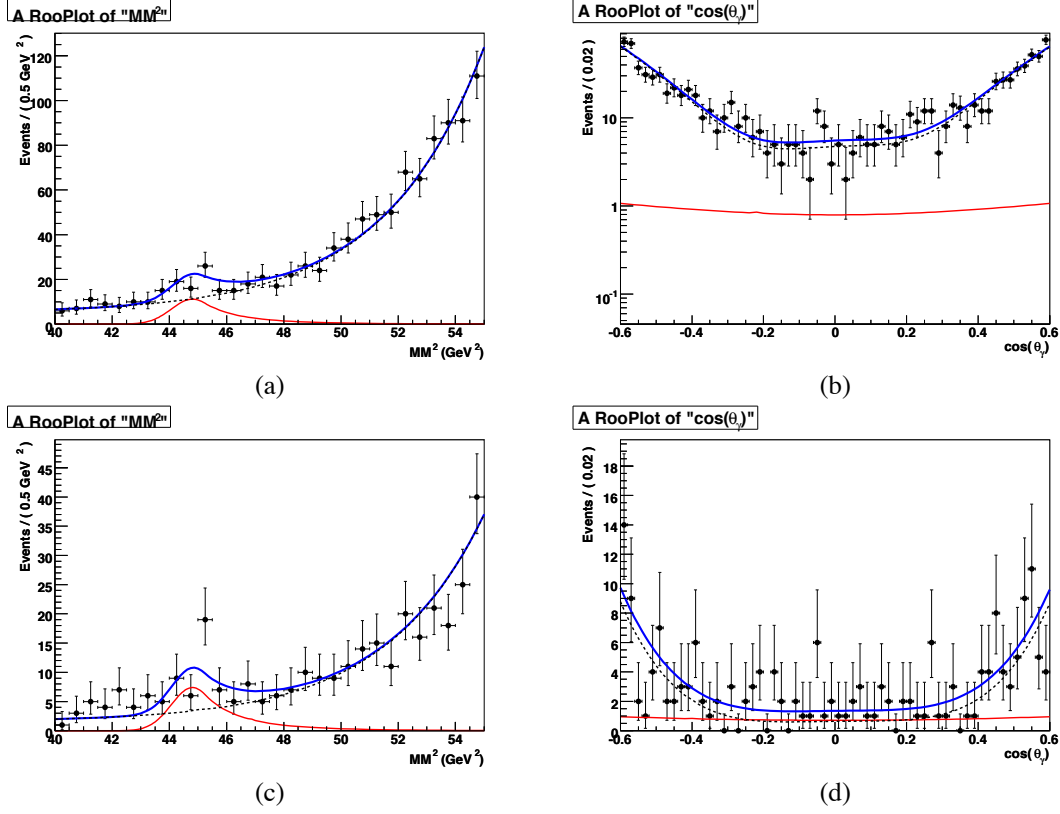 A RooPlot of "MM²"
Events / ( 0.5 GeV² )
120
100
80
60
40
20
0
40 42 44 46 48 50 52 54
MM² (GeV²)
(a)
A RooPlot of "cos(θγ)"
Events / ( 0.02 )
10
1
10⁻¹
-0.6 -0.4 -0.2 0 0.2 0.4 0.6
cos(θγ)
(b)
A RooPlot of "MM²"
Events / ( 0.5 GeV² )
45
40
35
30
25
20
15
10
5
0
40 42 44 46 48 50 52 54
MM² (GeV²)
(c)
A RooPlot of "cos(θγ)"
Events / ( 0.02 )
18
16
14
12
10
8
6
4
2
0
-0.6 -0.4 -0.2 0 0.2 0.4 0.6
cos(θγ)
(d)